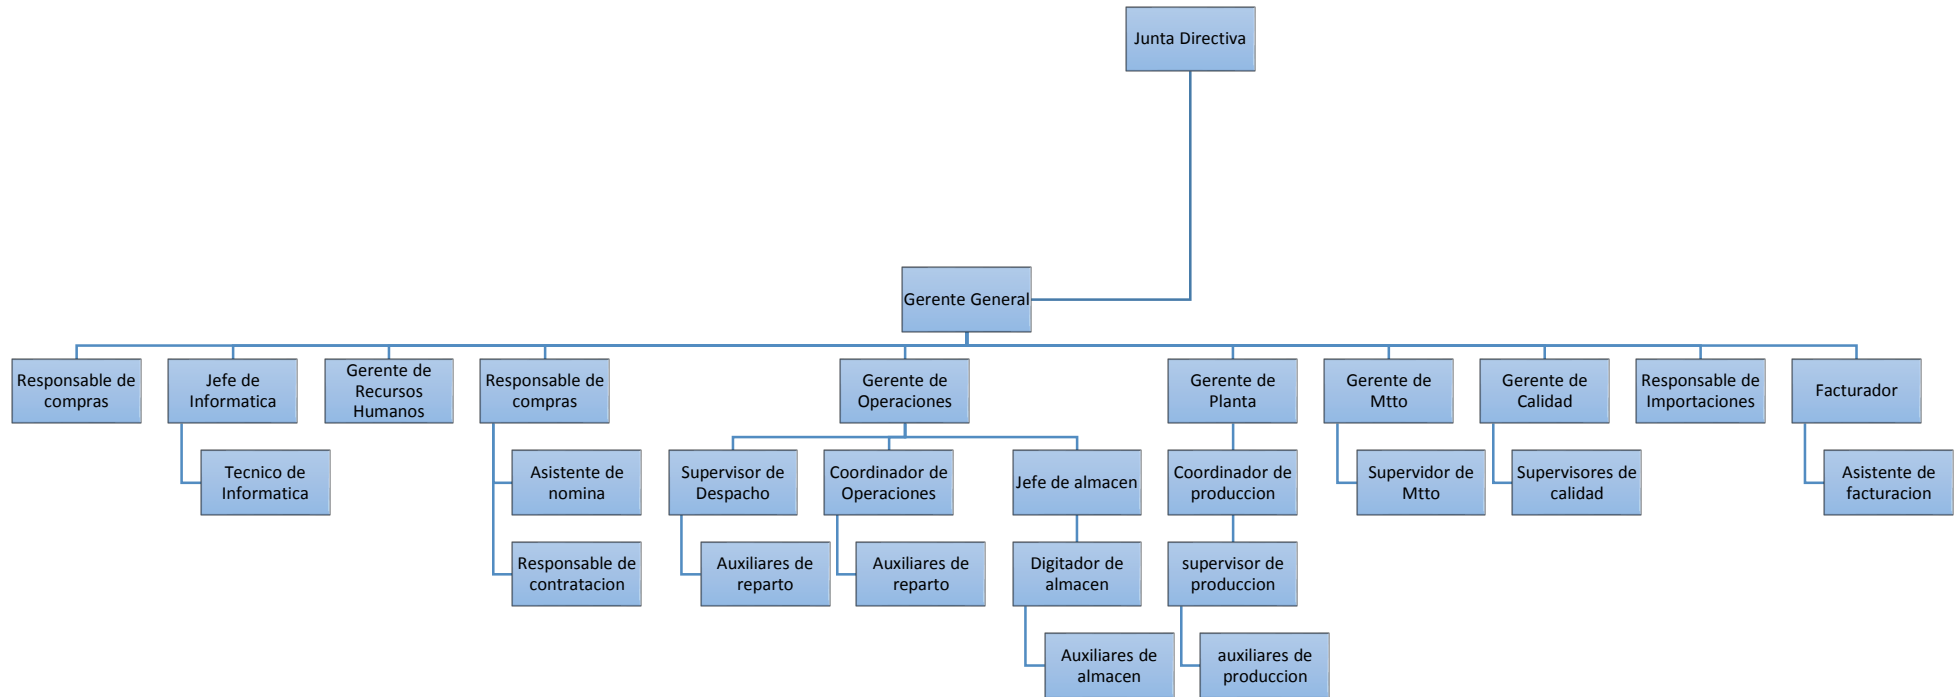 Junta Directiva
Gerente General
Responsable de
compras
Jefe de
Informatica
Gerente de
Recursos
Humanos
Responsable de
compras
Gerente de
Operaciones
Gerente de
Planta
Gerente de
Mtto
Gerente de
Calidad
Responsable de
Importaciones
Facturador
Tecnico de
Informatica
Asistente de
nomina
Supervisor de
Despacho
Coordinador de
Operaciones
Jefe de almacen
Coordinador de
produccion
Supervidor de
Mtto
Supervisores de
calidad
Asistente de
facturacion
Responsable de
contratacion
Auxiliares de
reparto
Auxiliares de
reparto
Digitador de
almacen
supervisor de
produccion
Auxiliares de
almacen
auxiliares de
produccion